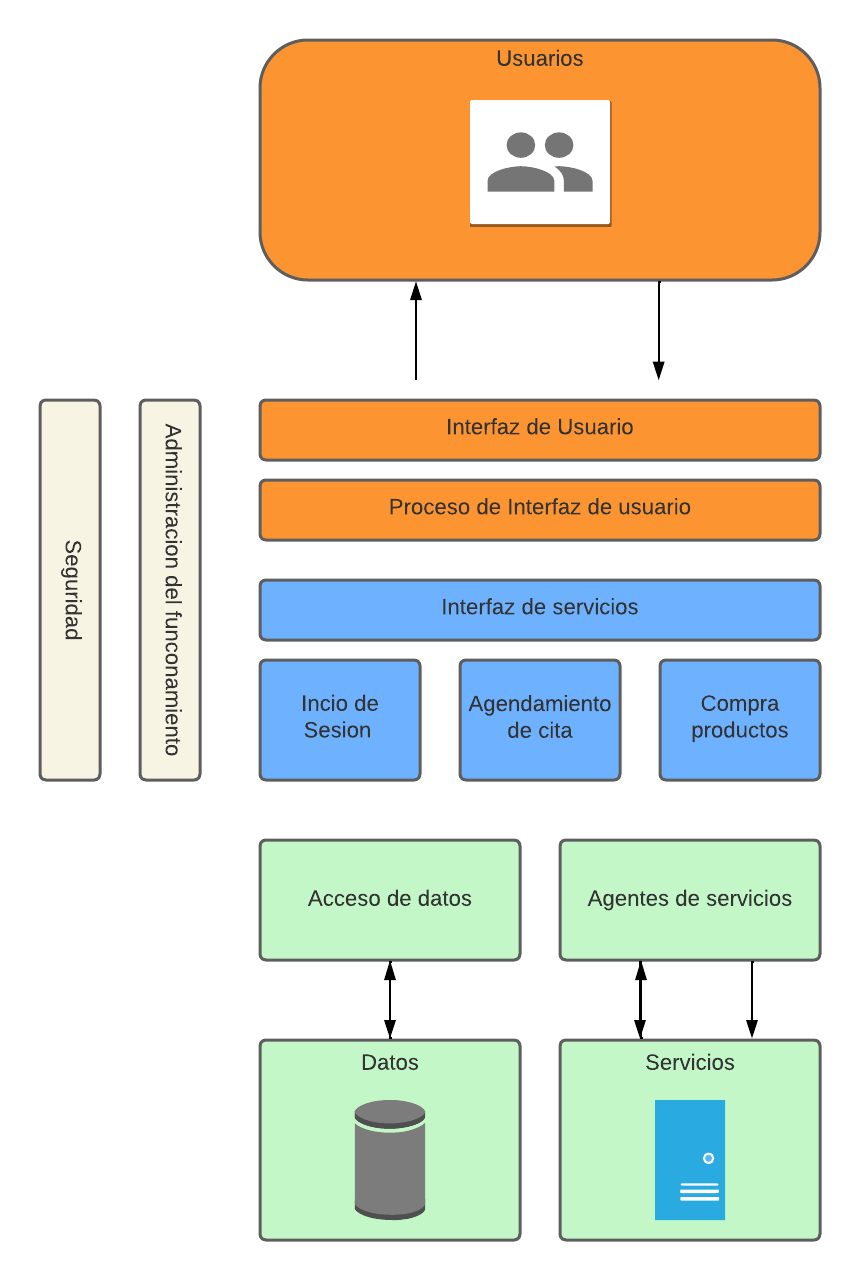 Usuarios
Seguridad
Administracion del funconamiento
Interfaz de Usuario
Proceso de Interfaz de usuario
Interfaz de servicios
Incio de
Sesion
Agendamiento
de cita
Compra
productos
Acceso de datos
Agentes de servicios
Datos
Servicios